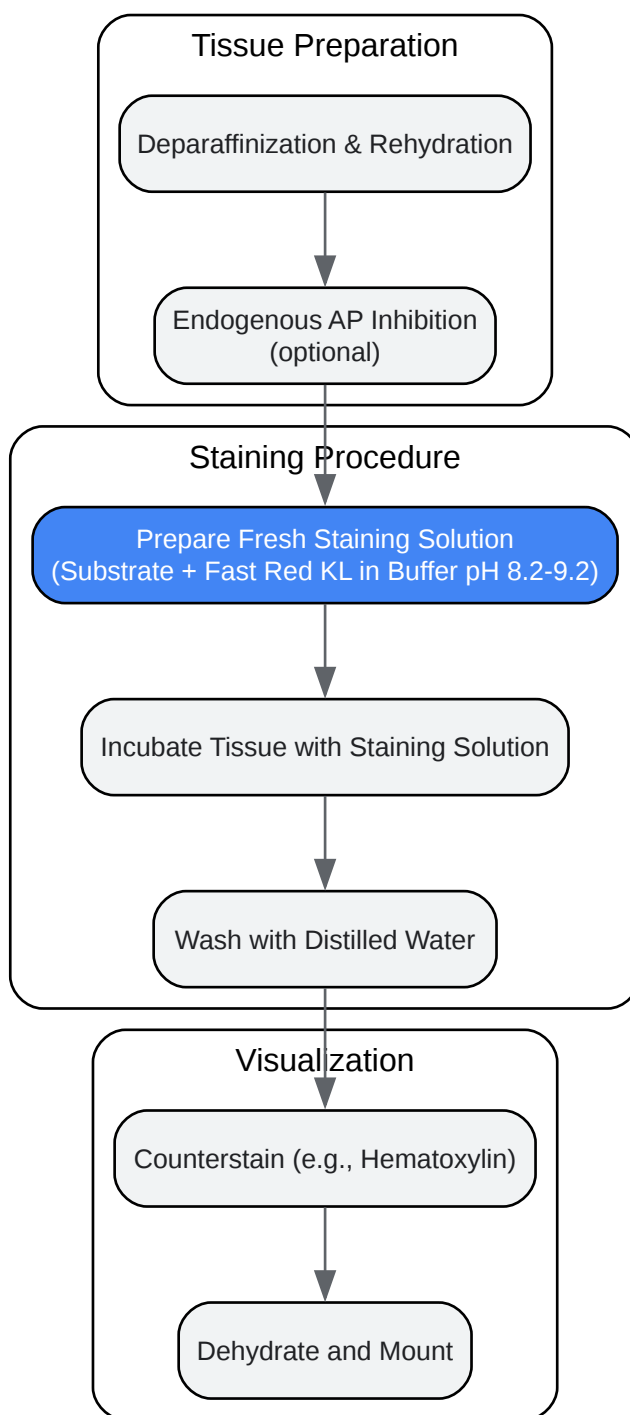 Tissue Preparation
Deparaffinization & Rehydration
Endogenous AP Inhibition
(optional)
Staining Procedure
Prepare Fresh Staining Solution
(Substrate + Fast Red KL in Buffer pH 8.2-9.2)
Incubate Tissue with Staining Solution
Wash with Distilled Water
Visualization
Counterstain (e.g., Hematoxylin)
Dehydrate and Mount